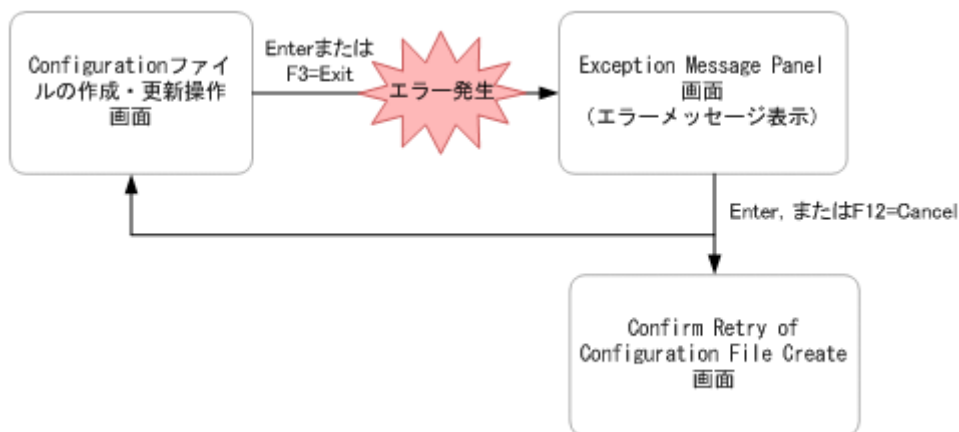 Configurationファイ
ルの作成・更新操作
画面
Enterまたは
F3=Exit
エラー発生
Exception Message Panel
画面
（エラーメッセージ表示）
Enter, またはF12=Cancel
Confirm Retry of
Configuration File Create
画面